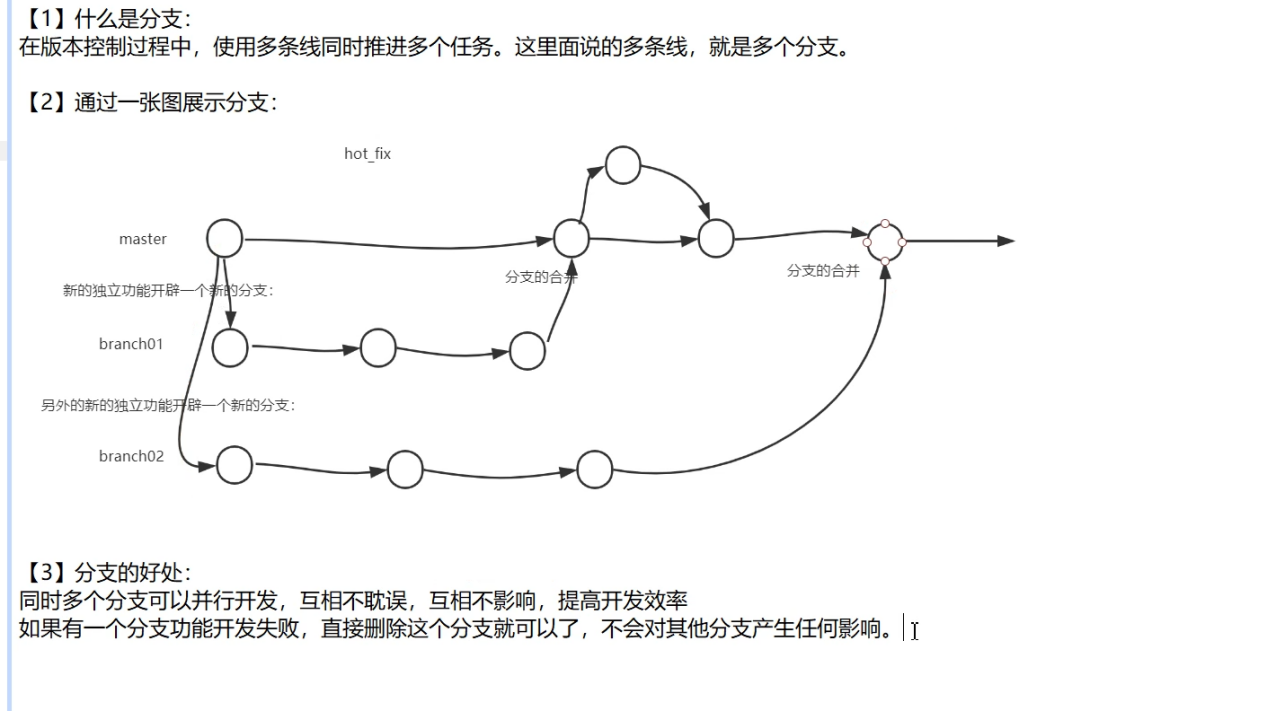 【1】什么是分支：
在版本控制过程中，使用多条线同时推进多个任务。这里面说的多条线，就是多个分支。
【2】通过一张图展示分支：
hot_fix
master
分支的合并
分支的合并
新的独立功能开辟一个新的分支：
branch01
另外的新的独立功能开辟一个新的分支：
branch02
【3】分支的好处：
同时多个分支可以并行开发，互相不耽误，互相不影响，提高开发效率
如果有一个分支功能开发失败，直接删除这个分支就可以了，不会对其他分支产生任何影响。